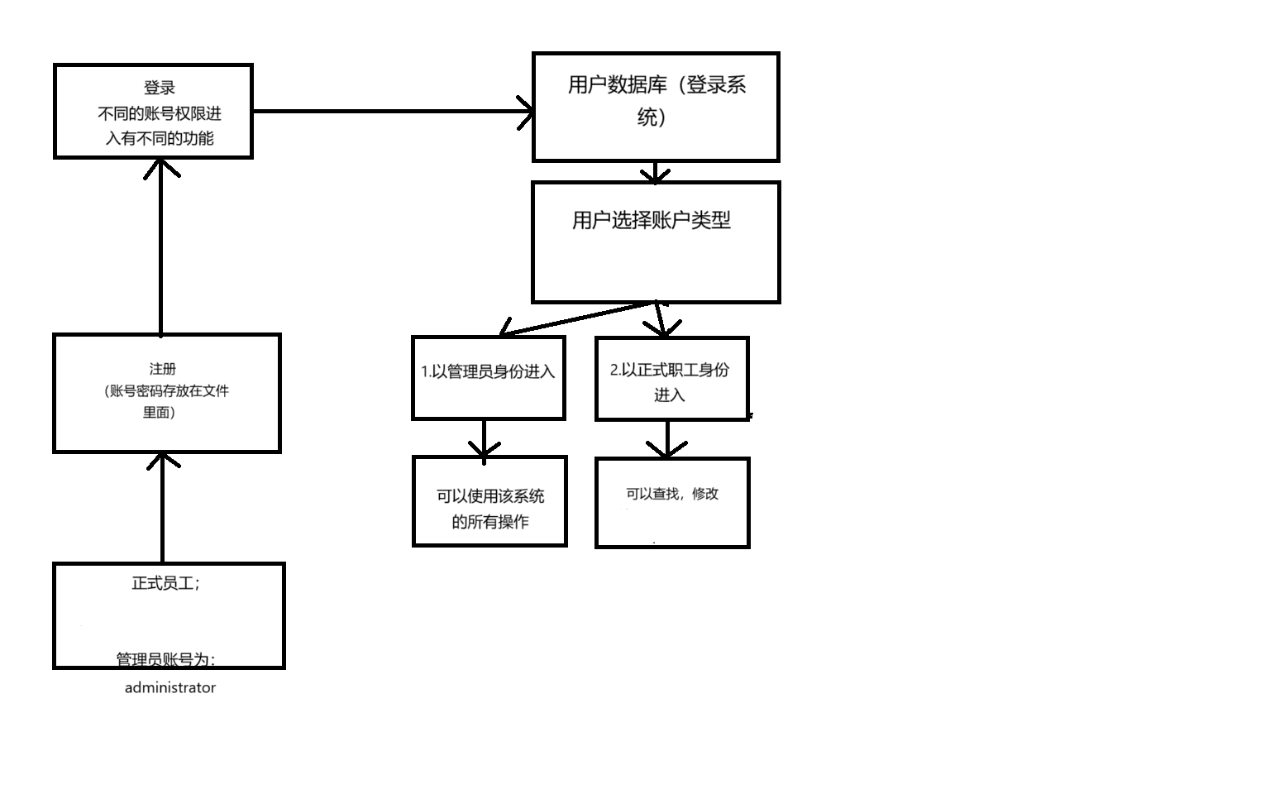 登录
不同的账号权限进
入有不同的功能
用户数据库（登录系
统）
用户选择账户类型
1.以管理员身份进入
2.以正式职工身份
进入
注册
（账号密码存放在文件
里面）
可以使用该系统
的所有操作
可以查找，修改
正式员工；
管理员账号为：
administrator